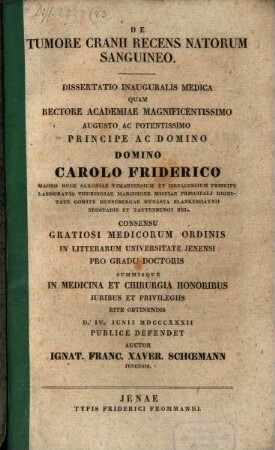 DE
TUMORE CRANII RECENS NATORUM
SANGUINEO.
DISSERTATIO INAUGURALIS MEDICA
QUAM
RECTORE ACADEMIAE MAGNIFICENTISSIMO
AUGUSTO AC POTENTISSIMO
PRINCIPE AC DOMINO
DOMINO
CAROLO FRIDERICO
MAGNO DUCE SAXONIAE VIMARIENSIUM ET ISENACENSIUM PRINCIPE
LANDGRAVIO THURINGIAE MARCHIONE MISNIAE PRINCIPALI DIGNI-
TATE COMITE HENNEBERGAE DYNASTA BLANKENHAYNII
NEOSTADII ET TAUTENBURGI REL.
CONSENSU
GRATIOSI MEDICORUM ORDINIS
IN LITTERARUM UNIVERSITATE JENENSI
PRO GRADU DOCTORIS
SUMMISQUE
IN MEDICINA ET CHIRURGIA HONORIBUS
JURIBUS ET PRIVILEGIIS
RITE OBTINENDIS
D. IV. JUNII MDCCCXXXII
PUBLICE DEFENDET
AUCTOR
IGNAT. FRANC. XAVER. SCHŒMANN
JENENSIS.
JENAE
TYPIS FRIDERICI FROMMANNI.